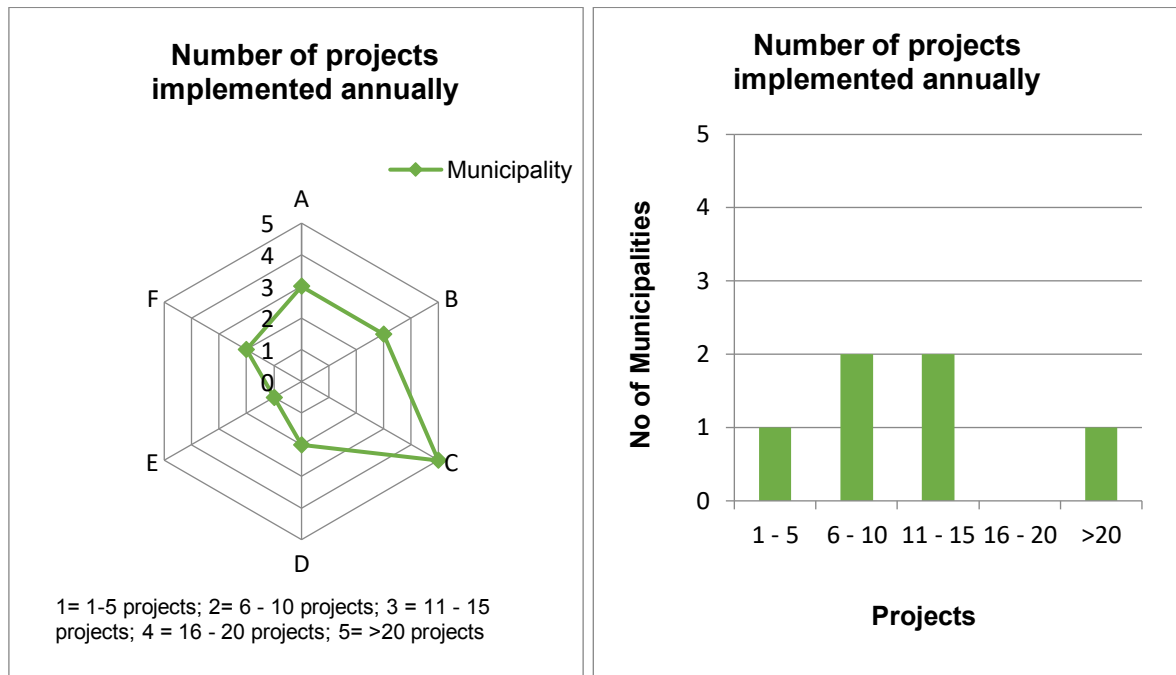 Number of projects
implemented annually
Municipality
A
5
4
3
2
1
0
F
B
E
C
D
1= 1-5 projects; 2= 6 - 10 projects; 3 = 11 - 15
projects; 4 = 16 - 20 projects; 5= >20 projects
Number of projects
implemented annually
No of Municipalities
5
4
3
2
1
0
1 - 5 6 - 10 11 - 15 16 - 20 >20
Projects